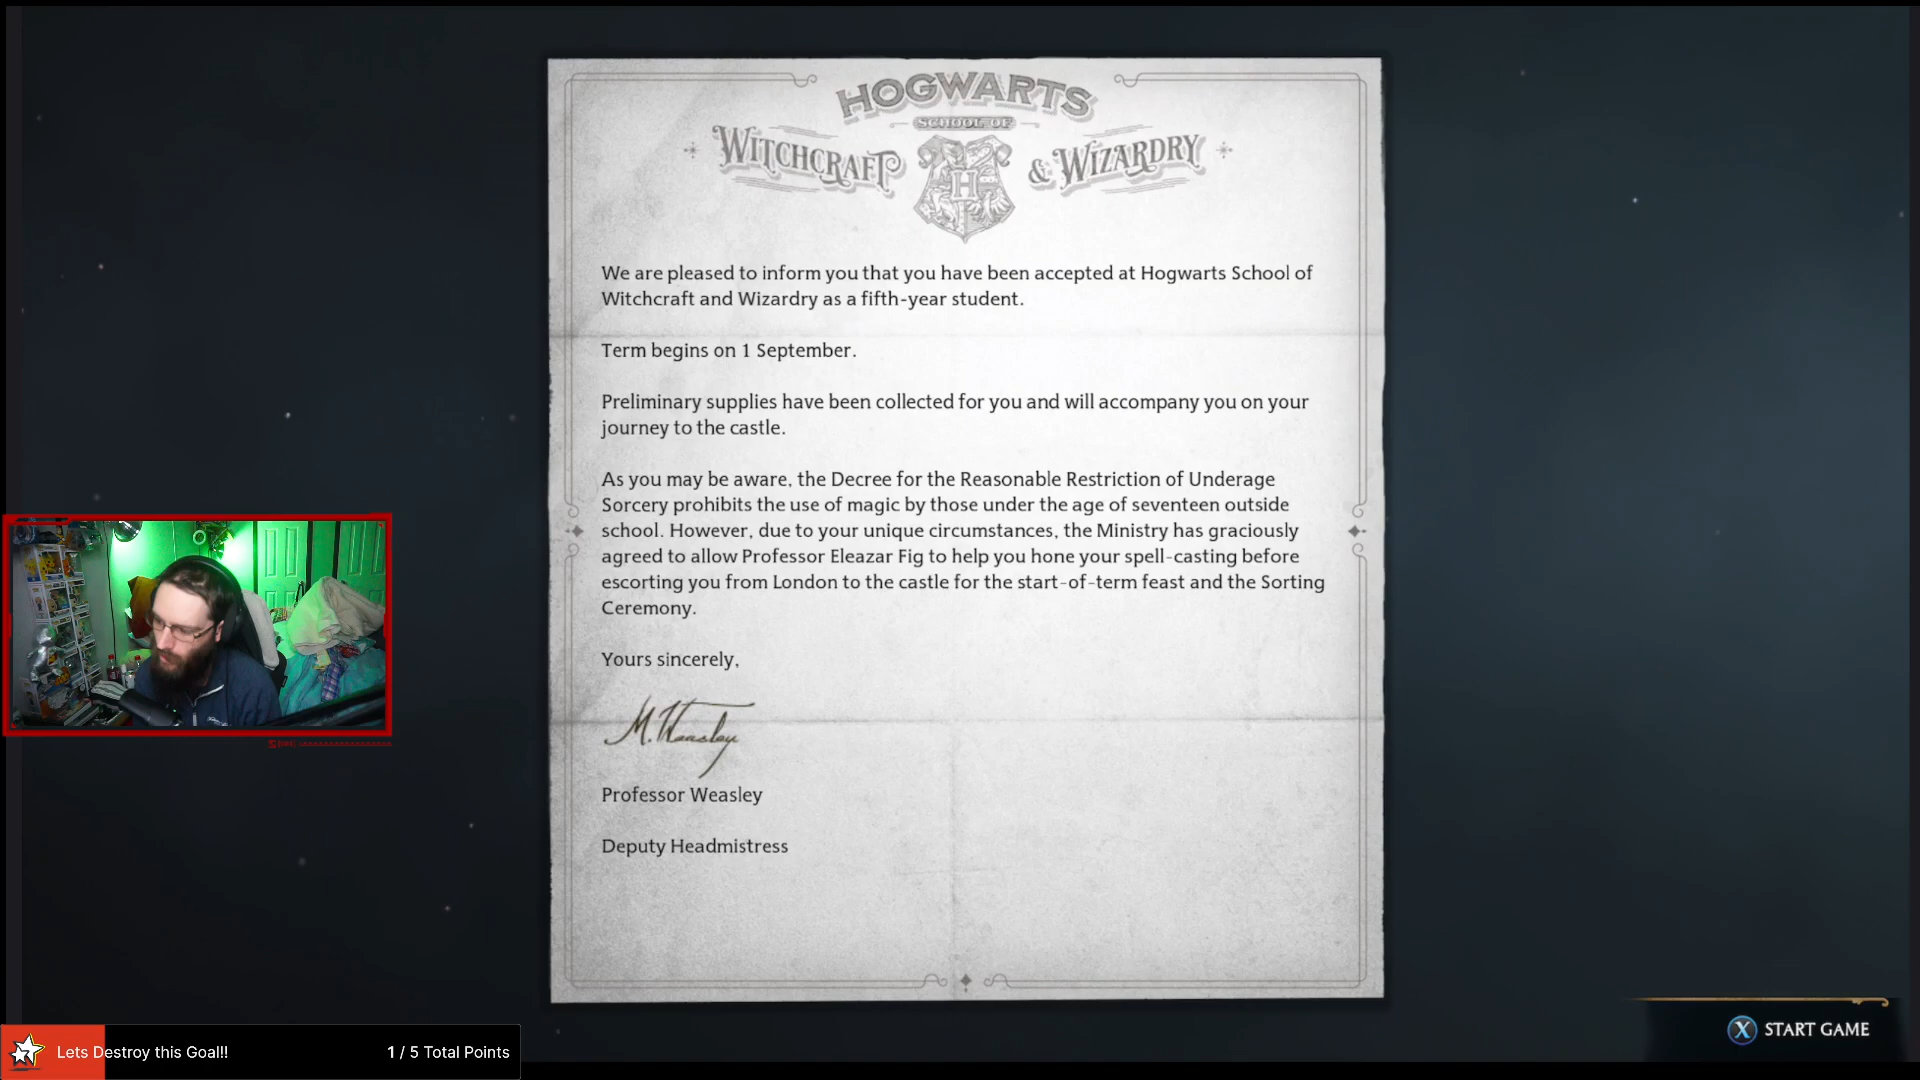 HOGWARTS
SCHOOL OF
WITCHCRAFT & WIZARDRY
H
We are pleased to inform you that you have been accepted at Hogwarts School of
Witchcraft and Wizardry as a fifth-year student.
Term begins on 1 September.
Preliminary supplies have been collected for you and will accompany you on your
journey to the castle.
As you may be aware, the Decree for the Reasonable Restriction of Underage
Sorcery prohibits the use of magic by those under the age of seventeen outside
school. However, due to your unique circumstances, the Ministry has graciously
agreed to allow Professor Eleazar Fig to help you hone your spell-casting before
escorting you from London to the castle for the start-of-term feast and the Sorting
Ceremony.
Yours sincerely,
M. Weasley
Professor Weasley
Deputy Headmistress
Lets Destroy this Goal!! 1 / 5 Total Points
X START GAME